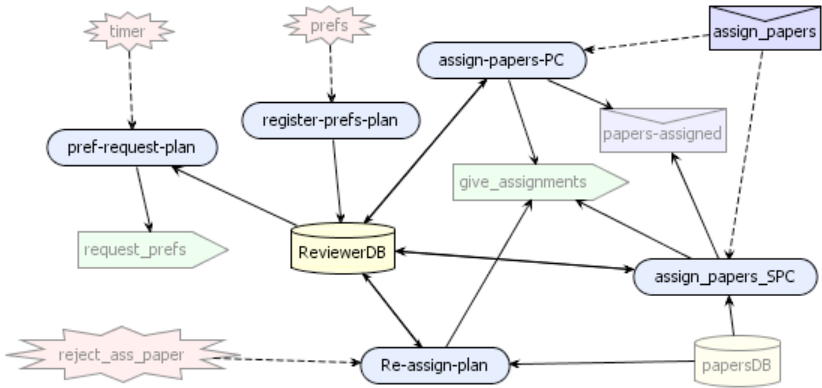 timer
prefs
assign_papers
assign-papers-PC
register-prefs-plan
papers-assigned
pref-request-plan
give_assignments
request_prefs
ReviewerDB
assign_papers_SPC
reject_ass_paper
Re-assign-plan
papersDB